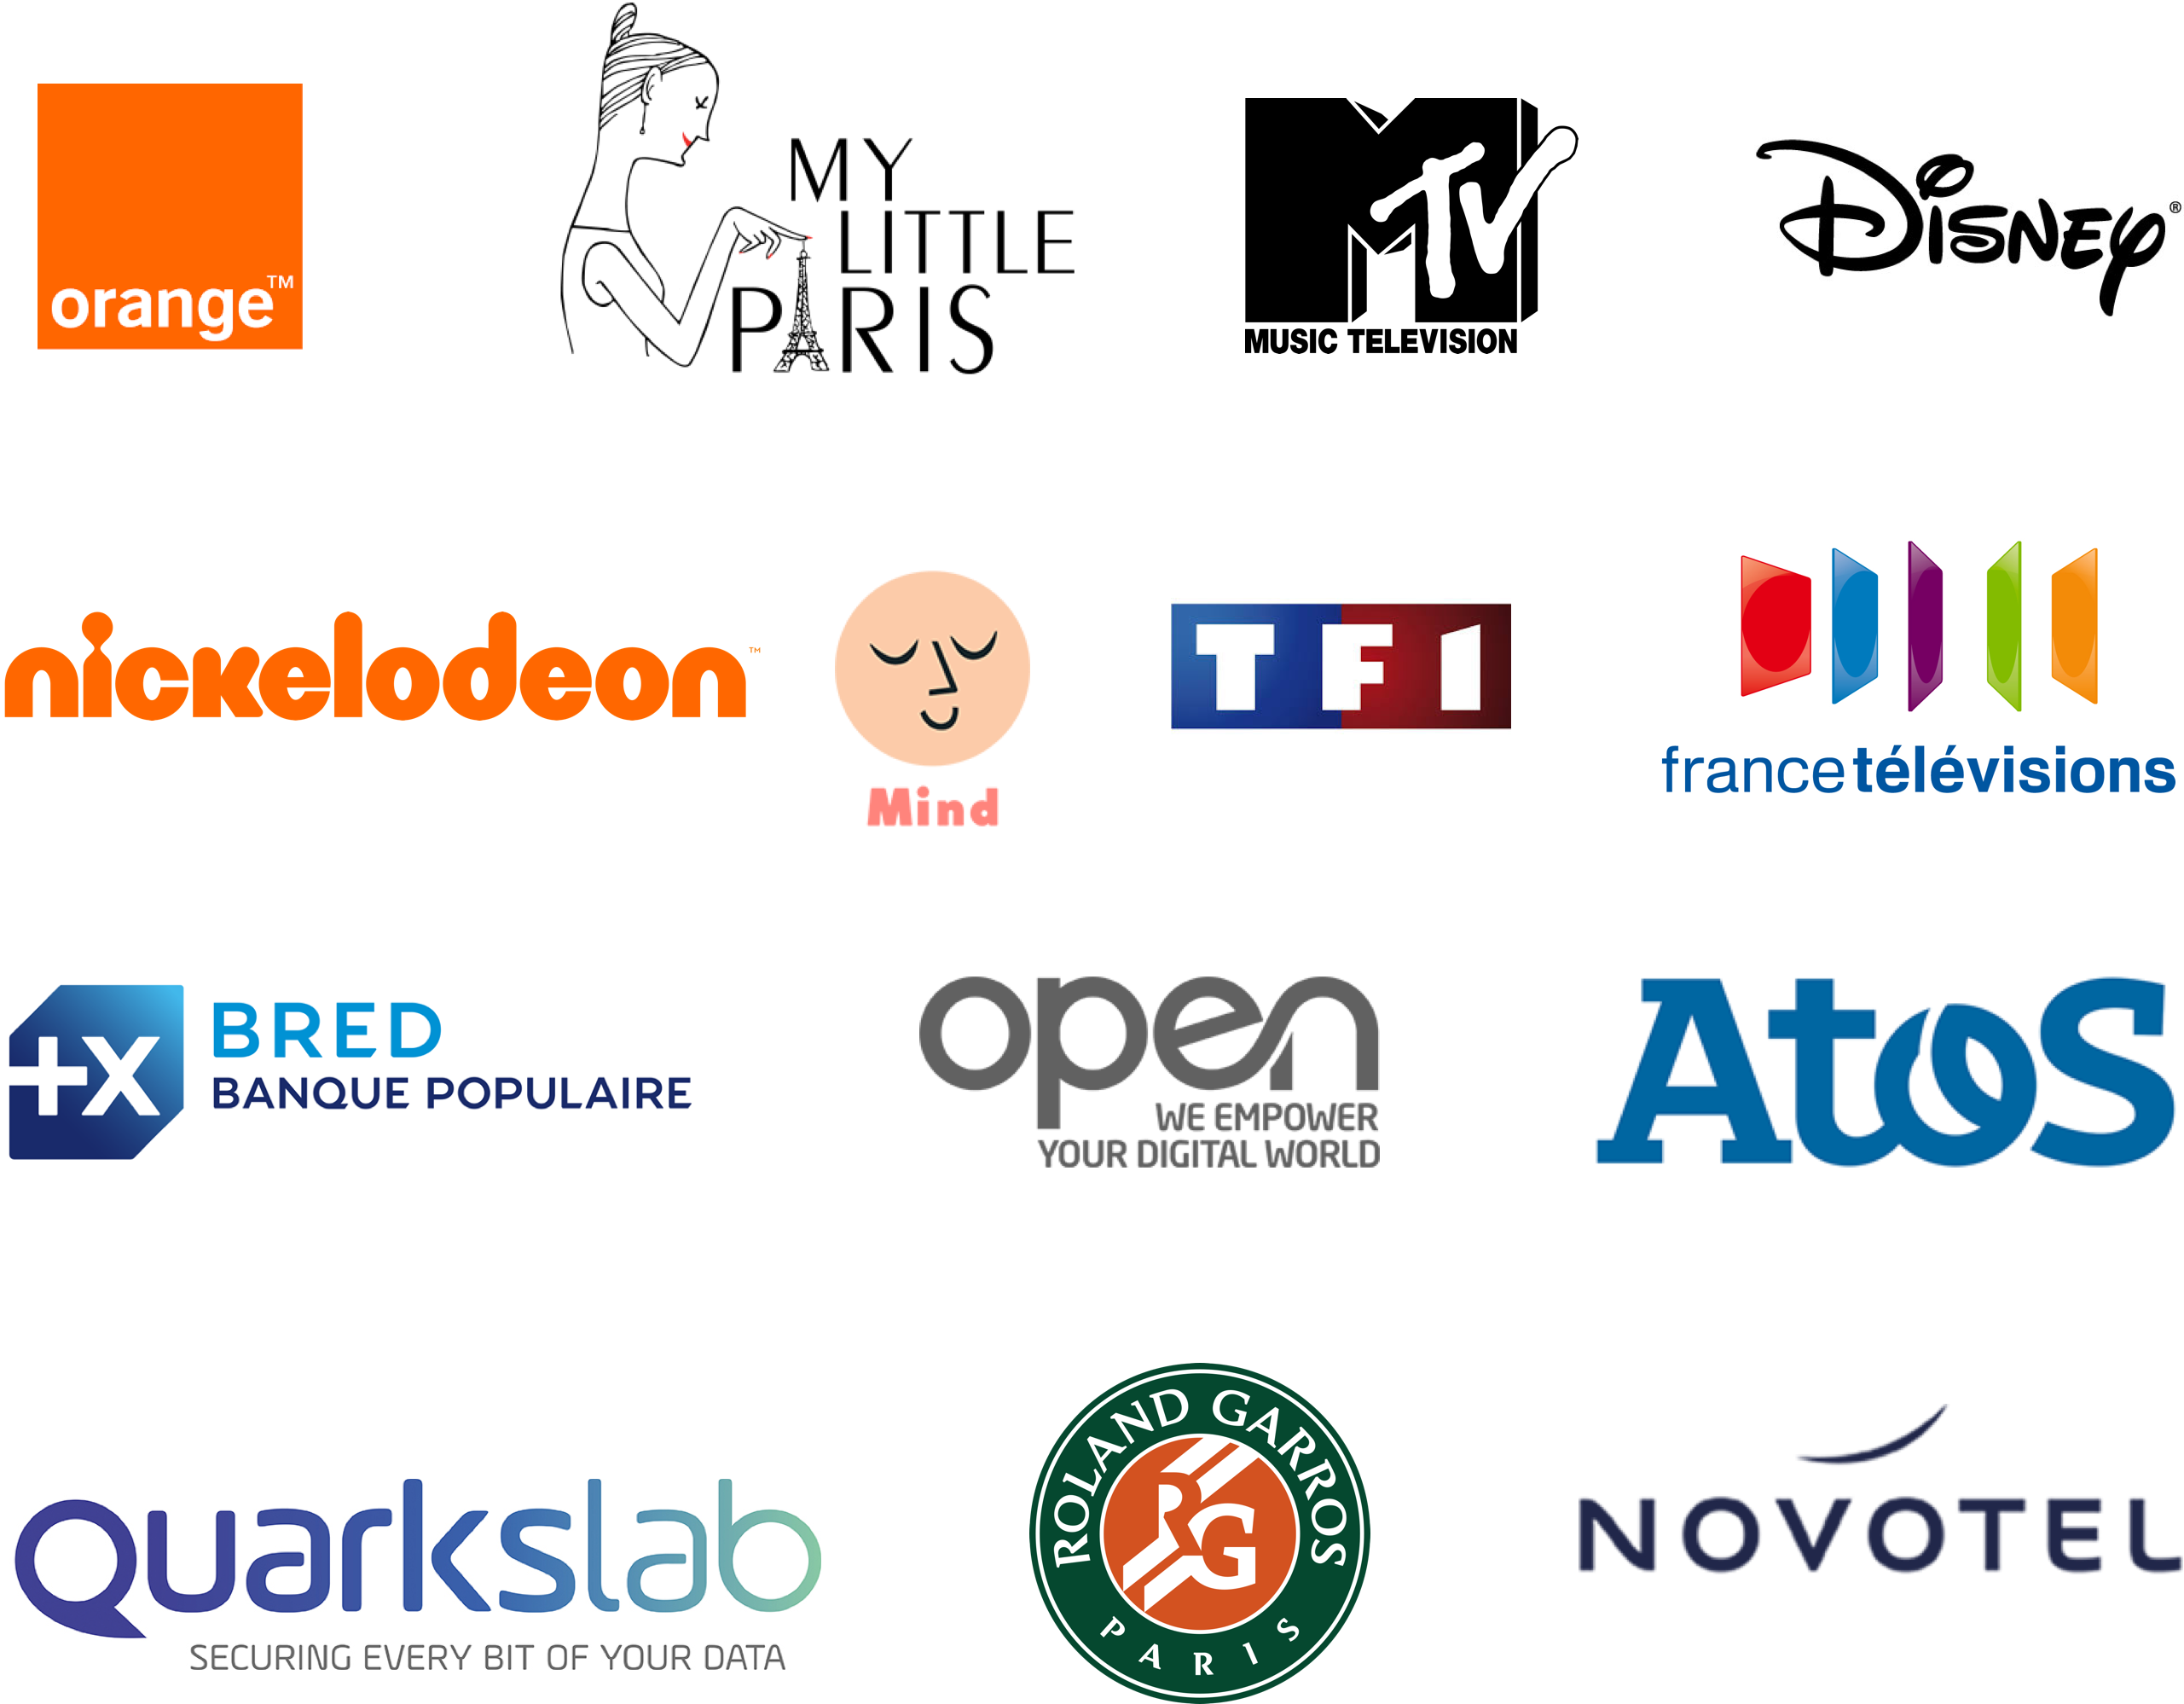 orange™
MY
LITTLE
PARIS
MTV
MUSIC TELEVISION
Disney®
nickelodeon™
Mind
TF1
francetélévisions
+X
BRED
BANQUE POPULAIRE
open
WE EMPOWER
YOUR DIGITAL WORLD
Atos
Quarkslab
SECURING EVERY BIT OF YOUR DATA
ROLAND GARROS
RG
PARIS
NOVOTEL